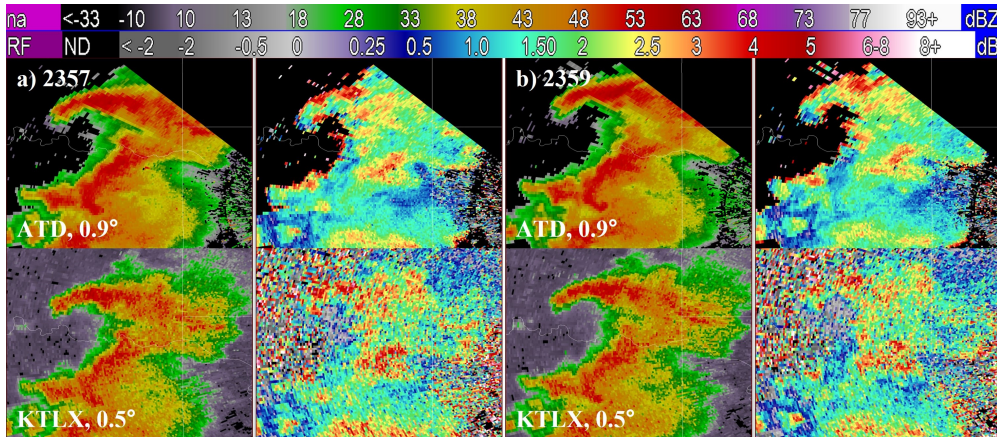 na <-33 -10 10 13 18 28 33 38 43 48 53 63 68 73 77 93+ dBZ
RF ND < -2 -2 -0.5 0 0.25 0.5 1.0 1.50 2 2.5 3 4 5 6-8 8+ dB
a) 2357 b) 2359
ATD, 0.9° ATD, 0.9°
KTLX, 0.5° KTLX, 0.5°